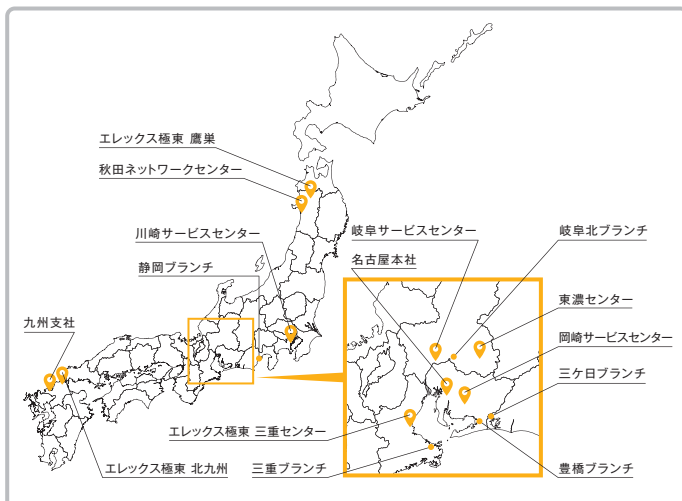 エレックス極東 鷹巣
秋田ネットワークセンター
川崎サービスセンター
静岡ブランチ
九州支社
岐阜サービスセンター
名古屋本社
岐阜北ブランチ
東濃センター
岡崎サービスセンター
三ケ日ブランチ
エレックス極東 三重センター
エレックス極東 北九州
三重ブランチ
豊橋ブランチ